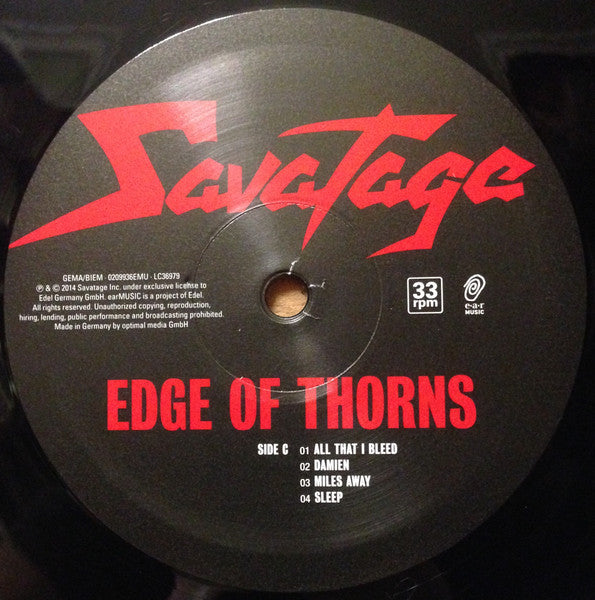 Savatage
GEMA/BIEM · 0209936EMU · LC36979
℗ & © 2014 Savatage Inc. under exclusive license to
Edel Germany GmbH. earMUSIC is a project of Edel.
All rights reserved. Unauthorized copying, reproduction,
hiring, lending, public performance and broadcasting prohibited.
Made in Germany by optimal media GmbH
33
rpm
e·a·r
MUSIC
EDGE OF THORNS
SIDE C 01 ALL THAT I BLEED
02 DAMIEN
03 MILES AWAY
04 SLEEP